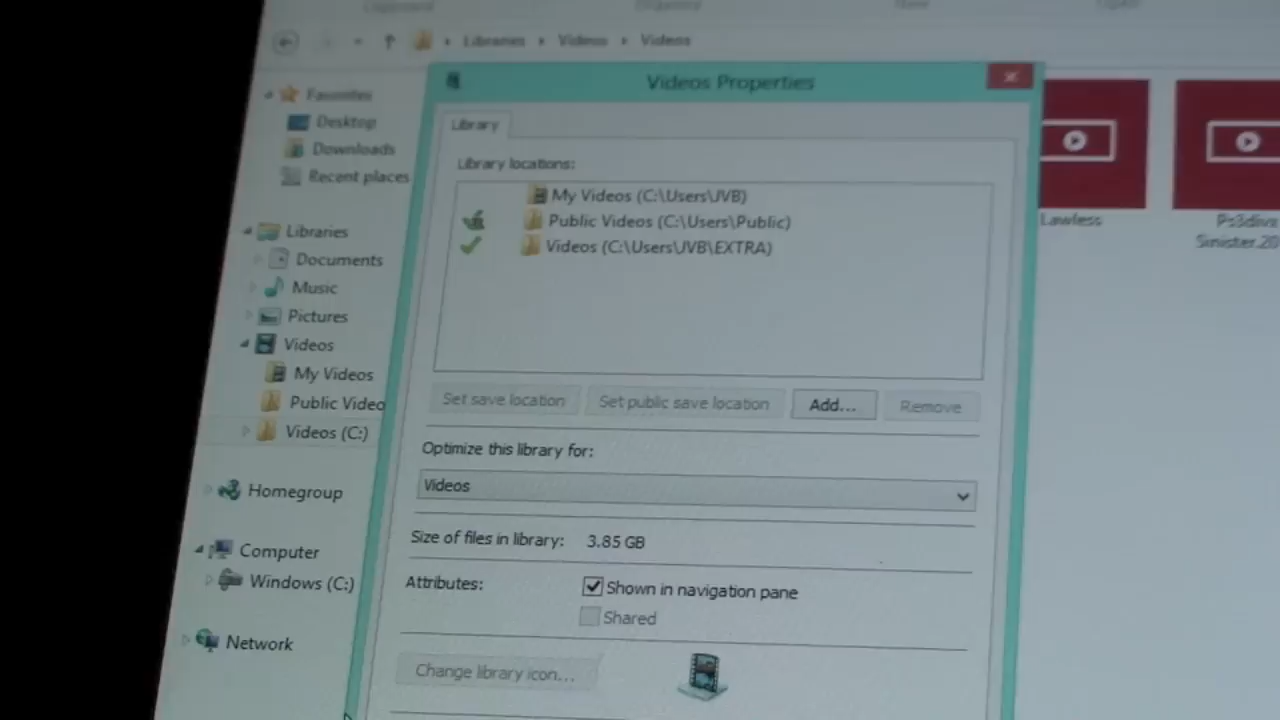 Libraries Videos Videos
Videos Properties
Favorites
Desktop
Downloads
Recent places
Libraries
Documents
Music
Pictures
Videos
My Videos
Public Video
Videos (C:)
Homegroup
Computer
Windows (C:)
Network
Library
Library locations:
My Videos (C:\Users\JVB)
Public Videos (C:\Users\Public)
Videos (C:\Users\JVB\EXTRA)
Set save location Set public save location Add... Remove
Optimize this library for:
Videos
Size of files in library: 3.85 GB
Attributes: Shown in navigation pane
Shared
Change library icon...
Lawless
Sinister.20